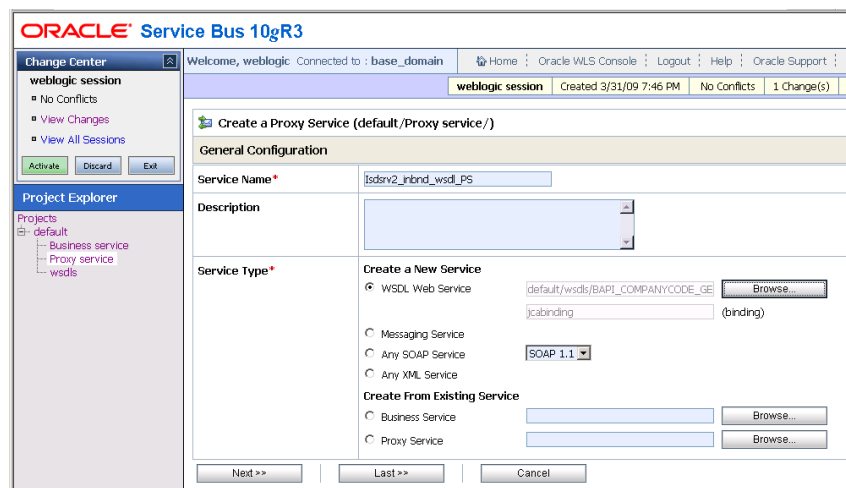 ORACLE Service Bus 10gR3
Change Center
weblogic session
No Conflicts
View Changes
View All Sessions
Activate Discard Exit
Project Explorer
Projects
default
Business service
Proxy service
wsdls
Welcome, weblogic Connected to : base_domain Home Oracle WLS Console Logout Help Oracle Support
weblogic session Created 3/31/09 7:46 PM No Conflicts 1 Change(s)
Create a Proxy Service (default/Proxy service/)
General Configuration
Service Name*
Isdsrv2_inbnd_wsdl_PS
Description
Service Type*
Create a New Service
WSDL Web Service default/wsdls/BAPI_COMPANYCODE_GE Browse...
jcabinding (binding)
Messaging Service
Any SOAP Service SOAP 1.1
Any XML Service
Create From Existing Service
Business Service Browse...
Proxy Service Browse...
Next >> Last >> Cancel